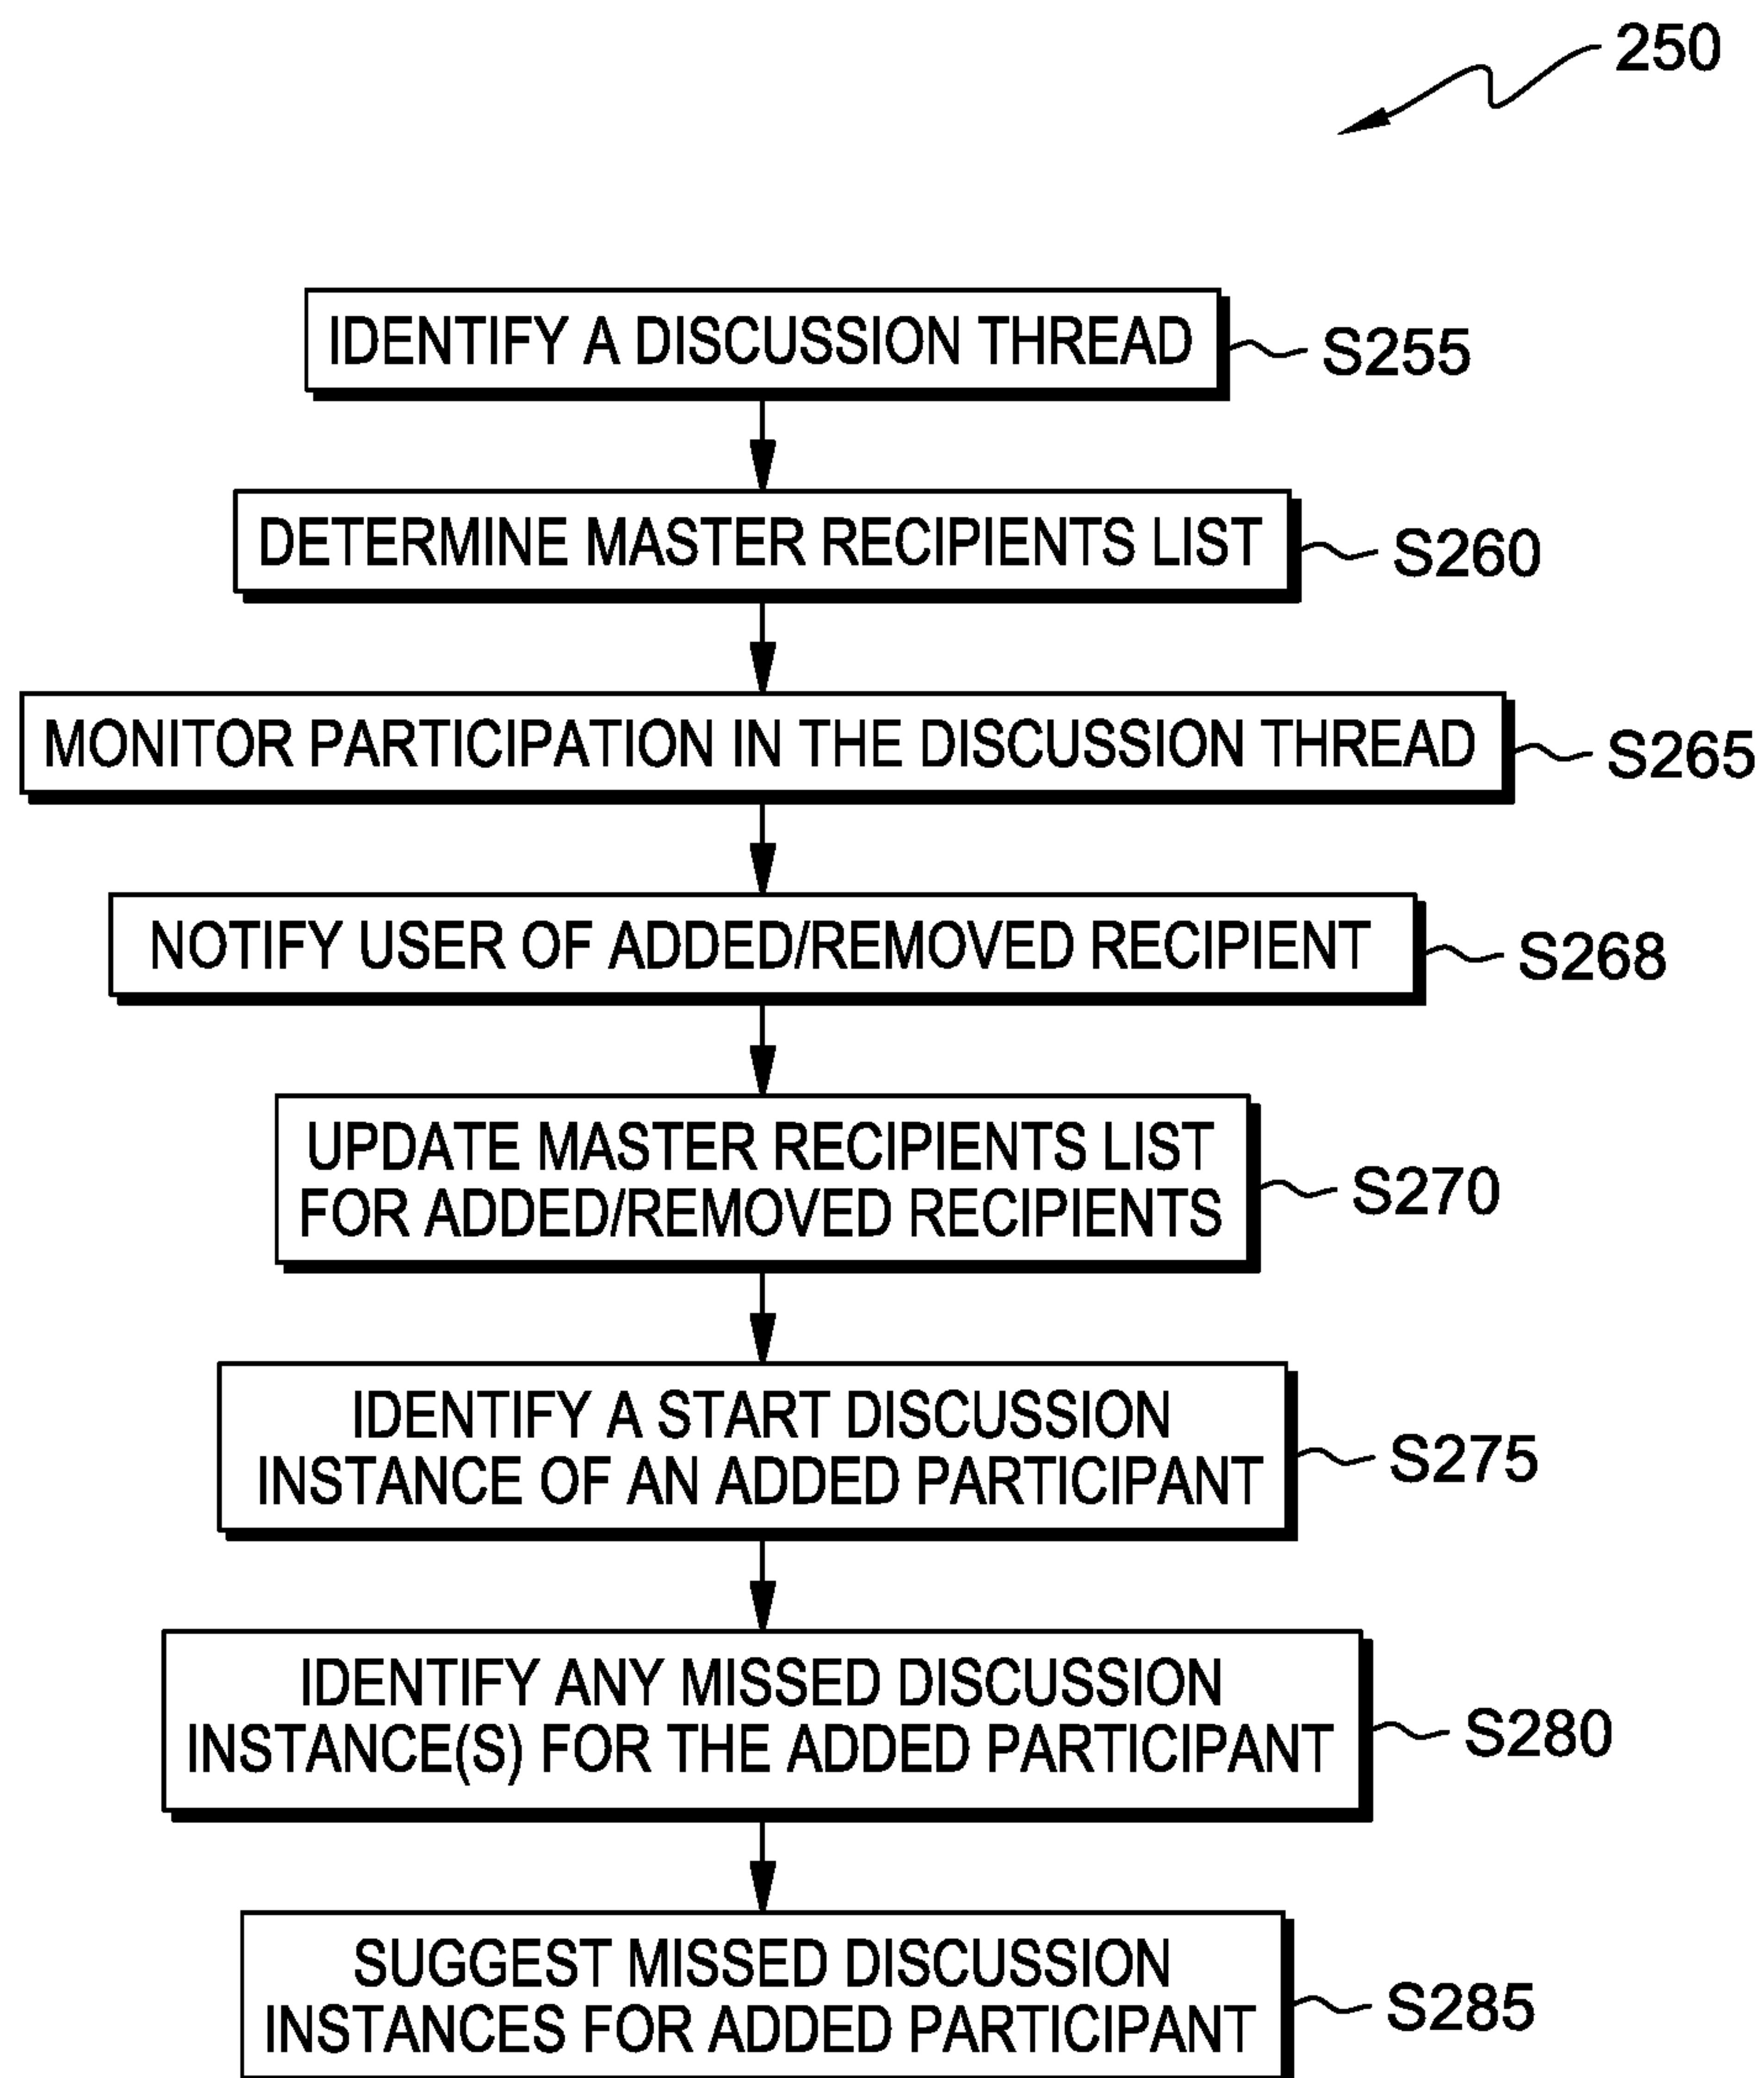 250
IDENTIFY A DISCUSSION THREAD
S255
DETERMINE MASTER RECIPIENTS LIST
S260
MONITOR PARTICIPATION IN THE DISCUSSION THREAD
S265
NOTIFY USER OF ADDED/REMOVED RECIPIENT
S268
UPDATE MASTER RECIPIENTS LIST
FOR ADDED/REMOVED RECIPIENTS
S270
IDENTIFY A START DISCUSSION
INSTANCE OF AN ADDED PARTICIPANT
S275
IDENTIFY ANY MISSED DISCUSSION
INSTANCE(S) FOR THE ADDED PARTICIPANT
S280
SUGGEST MISSED DISCUSSION
INSTANCES FOR ADDED PARTICIPANT
S285